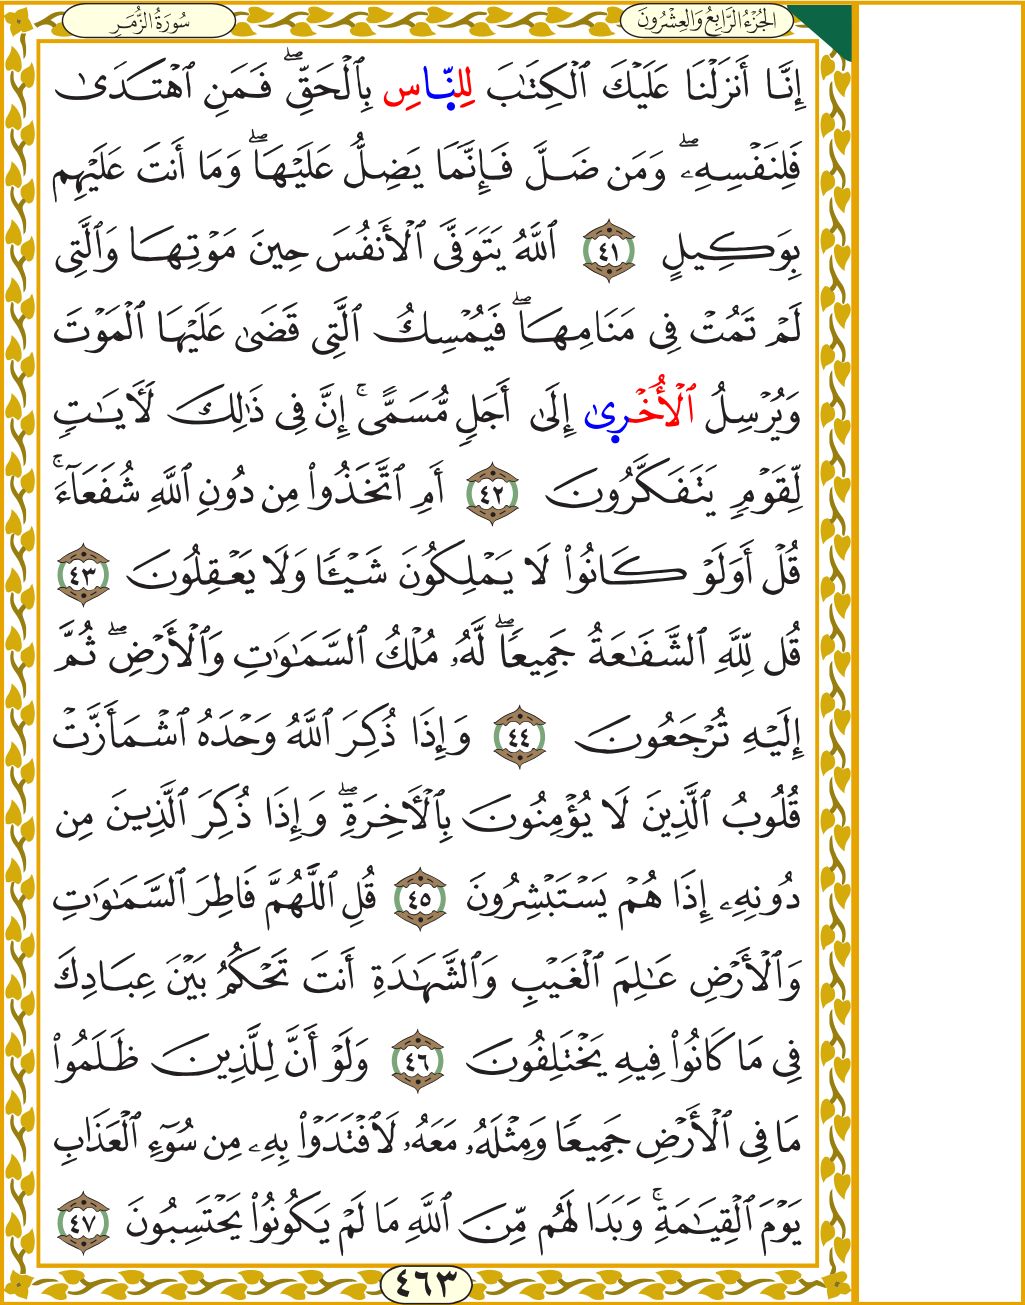 سُورَةُ الزُّمَرِ
الجُزْءُ الرَّابِعُ وَالعِشْرُونَ
إِنَّا أَنزَلْنَا عَلَيْكَ ٱلْكِتَٰبَ لِلنَّاسِ بِٱلْحَقِّ ۖ فَمَنِ ٱهْتَدَىٰ
فَلِنَفْسِهِۦ ۖ وَمَن ضَلَّ فَإِنَّمَا يَضِلُّ عَلَيْهَا ۖ وَمَا أَنتَ عَلَيْهِم
بِوَكِيلٍ ٤١ ٱللَّهُ يَتَوَفَّى ٱلْأَنفُسَ حِينَ مَوْتِهَا وَٱلَّتِى
لَمْ تَمُتْ فِى مَنَامِهَا ۖ فَيُمْسِكُ ٱلَّتِى قَضَىٰ عَلَيْهَا ٱلْمَوْتَ
وَيُرْسِلُ ٱلْأُخْرِىٰ إِلَىٰ أَجَلٍ مُّسَمًّى ۚ إِنَّ فِى ذَٰلِكَ لَأَيَٰتٍ
لِّقَوْمٍ يَتَفَكَّرُونَ ٤٢ أَمِ ٱتَّخَذُوا۟ مِن دُونِ ٱللَّهِ شُفَعَآءَ ۚ
قُلْ أَوَلَوْ كَانُوا۟ لَا يَمْلِكُونَ شَيْـًٔا وَلَا يَعْقِلُونَ ٤٣
قُل لِّلَّهِ ٱلشَّفَٰعَةُ جَمِيعًا ۖ لَّهُۥ مُلْكُ ٱلسَّمَٰوَٰتِ وَٱلْأَرْضِ ۖ ثُمَّ
إِلَيْهِ تُرْجَعُونَ ٤٤ وَإِذَا ذُكِرَ ٱللَّهُ وَحْدَهُ ٱشْمَأَزَّتْ
قُلُوبُ ٱلَّذِينَ لَا يُؤْمِنُونَ بِٱلْأَخِرَةِ ۖ وَإِذَا ذُكِرَ ٱلَّذِينَ مِن
دُونِهِۦ إِذَا هُمْ يَسْتَبْشِرُونَ ٤٥ قُلِ ٱللَّهُمَّ فَاطِرَ ٱلسَّمَٰوَٰتِ
وَٱلْأَرْضِ عَٰلِمَ ٱلْغَيْبِ وَٱلشَّهَٰدَةِ أَنتَ تَحْكُمُ بَيْنَ عِبَادِكَ
فِى مَا كَانُوا۟ فِيهِ يَخْتَلِفُونَ ٤٦ وَلَوْ أَنَّ لِلَّذِينَ ظَلَمُوا۟
مَا فِى ٱلْأَرْضِ جَمِيعًا وَمِثْلَهُۥ مَعَهُۥ لَٱفْتَدَوْا۟ بِهِۦ مِن سُوٓءِ ٱلْعَذَابِ
يَوْمَ ٱلْقِيَٰمَةِ ۚ وَبَدَا لَهُم مِّنَ ٱللَّهِ مَا لَمْ يَكُونُوا۟ يَحْتَسِبُونَ ٤٧
٤٦٣